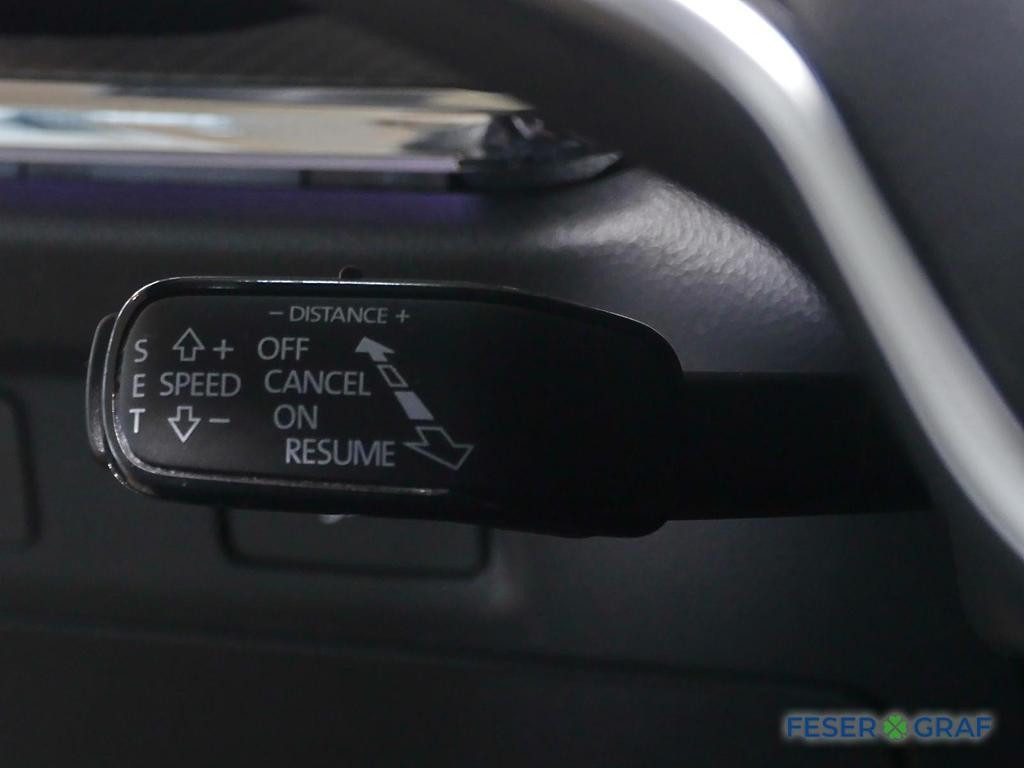 − DISTANCE +
S + OFF
E SPEED CANCEL
T − ON
RESUME
FESER GRAF